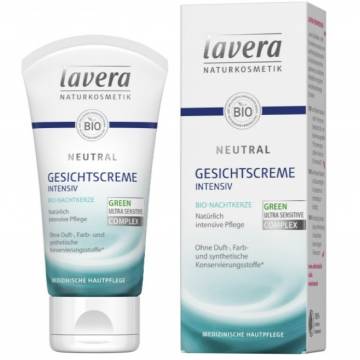 lavera
NATURKOSMETIK
BIO
NEUTRAL
GESICHTSCREME
INTENSIV
BIO-NACHTKERZE
Natürlich
intensive Pflege
GREEN
ULTRA SENSITIVE
COMPLEX
Ohne Duft-, Farb-
und synthetische
Konservierungsstoffe*
MEDIZINISCHE HAUTPFLEGE
lavera
NATURKOSMETIK
BIO
NEUTRAL
GESICHTSCREME
INTENSIV
BIO-NACHTKERZE
Natürlich
intensive Pflege
GREEN
ULTRA SENSITIVE
COMPLEX
Ohne Duft-, Farb-
und synthetische
Konservierungsstoffe*
MEDIZINISCHE HAUTPFLEGE